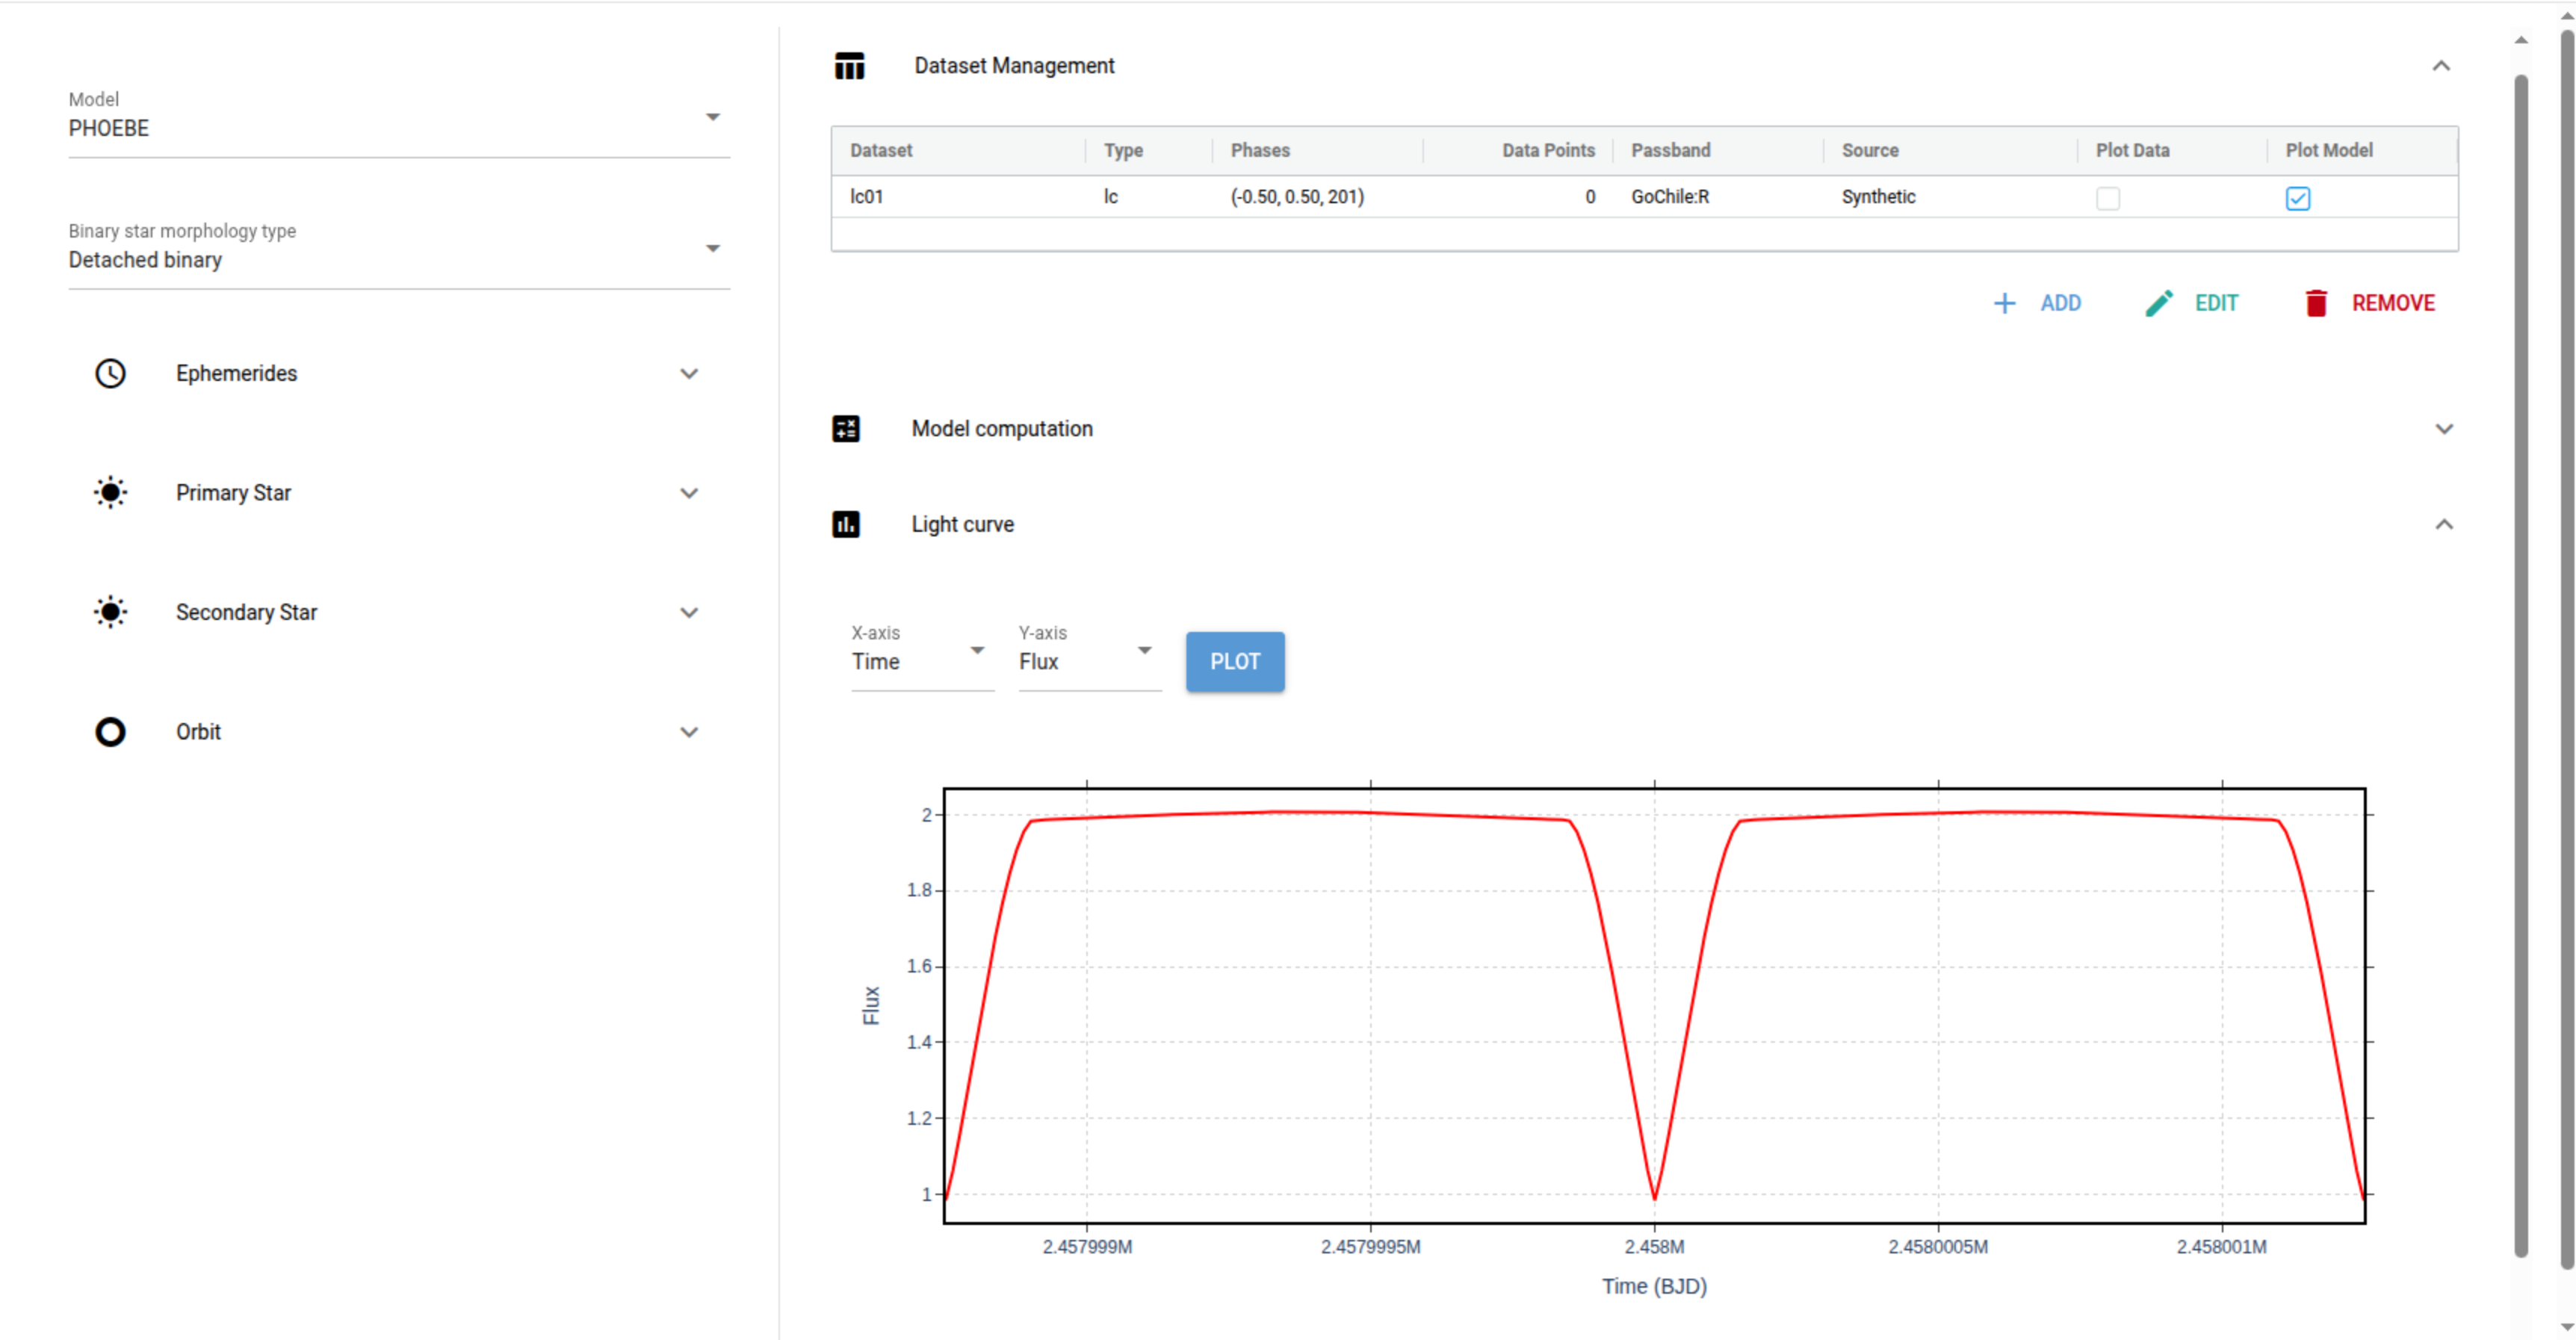 Model
PHOEBE
Binary star morphology type
Detached binary
Ephemerides
Primary Star
Secondary Star
Orbit
Dataset Management
Dataset Type Phases Data Points Passband Source Plot Data Plot Model
lc01 lc (-0.50, 0.50, 201) 0 GoChile:R Synthetic
ADD EDIT REMOVE
Model computation
Light curve
X-axis Y-axis
Time Flux PLOT
2
1.8
1.6
1.4
1.2
1
Flux
2.457999M 2.4579995M 2.458M 2.4580005M 2.458001M
Time (BJD)